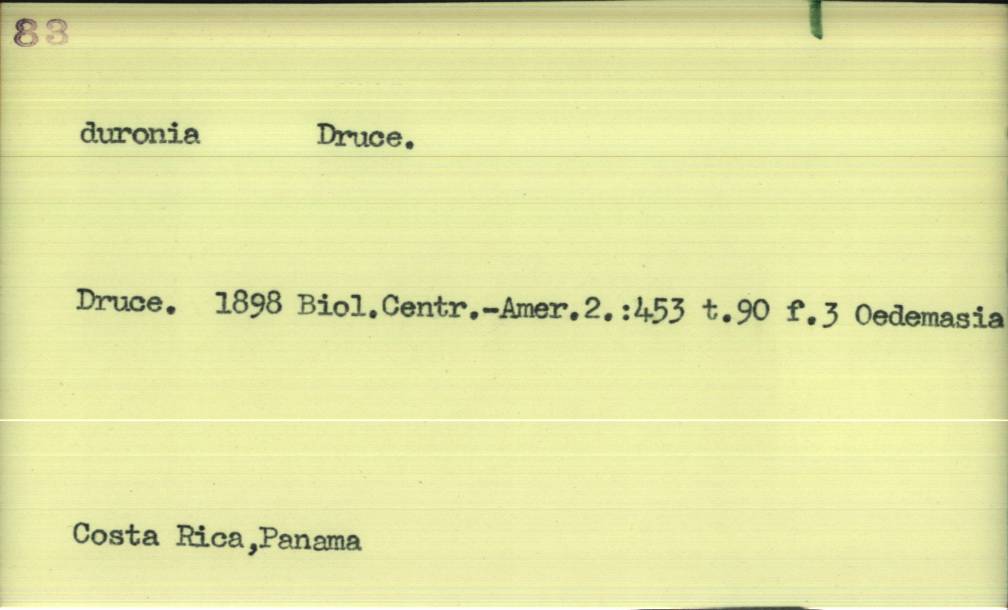 83
duronia Druce.
Druce. 1898 Biol.Centr.-Amer.2.:453 t.90 f.3 Oedemasia
Costa Rica,Panama